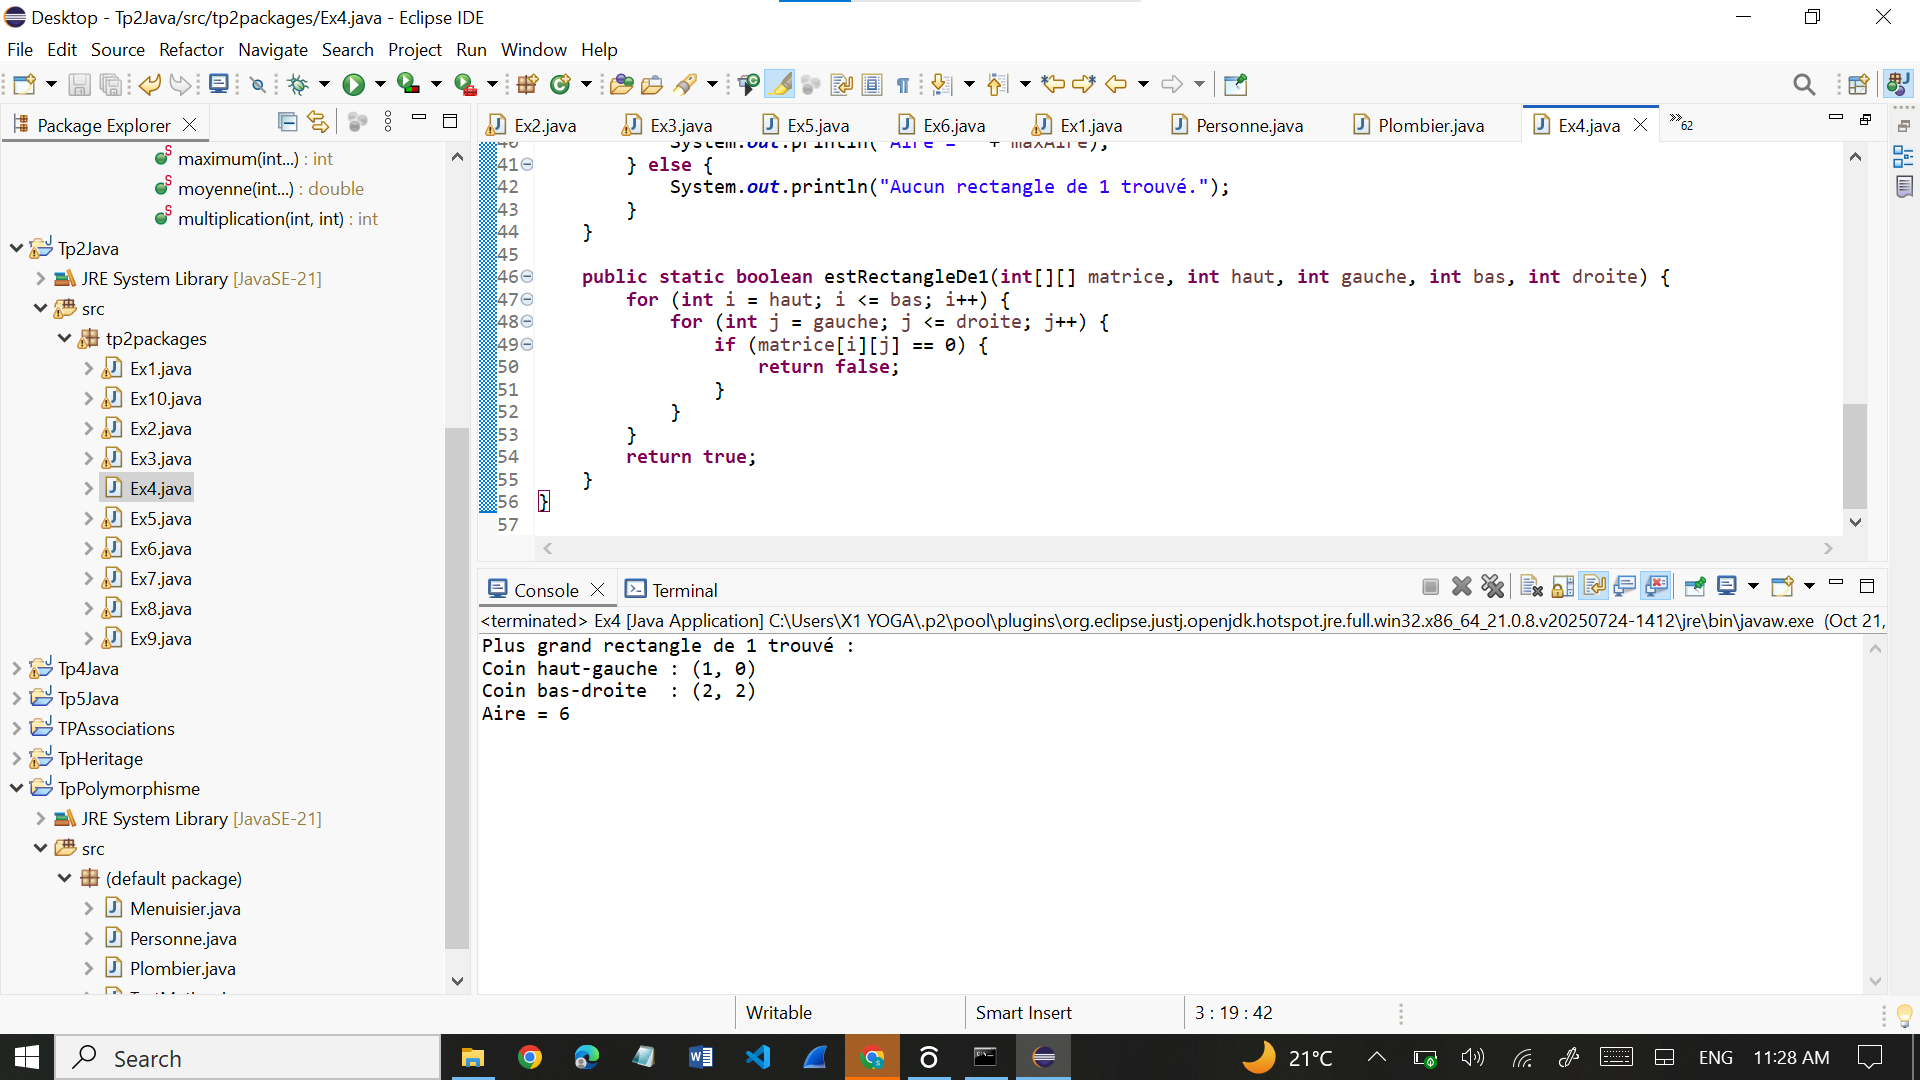 Desktop - Tp2Java/src/tp2packages/Ex4.java - Eclipse IDE
File Edit Source Refactor Navigate Search Project Run Window Help
Package Explorer
maximum(int...) : int
moyenne(int...) : double
multiplication(int, int) : int
Tp2Java
JRE System Library [JavaSE-21]
src
tp2packages
Ex1.java
Ex10.java
Ex2.java
Ex3.java
Ex4.java
Ex5.java
Ex6.java
Ex7.java
Ex8.java
Ex9.java
Tp4Java
Tp5Java
TPAssociations
TpHeritage
TpPolymorphisme
JRE System Library [JavaSE-21]
src
(default package)
Menuisier.java
Personne.java
Plombier.java
Ex2.java Ex3.java Ex5.java Ex6.java Ex1.java Personne.java Plombier.java Ex4.java »62
40 System.out.println("Aire = " + maxAire);
41 } else {
42 System.out.println("Aucun rectangle de 1 trouvé.");
43 }
44 }
45
46 public static boolean estRectangleDe1(int[][] matrice, int haut, int gauche, int bas, int droite) {
47 for (int i = haut; i <= bas; i++) {
48 for (int j = gauche; j <= droite; j++) {
49 if (matrice[i][j] == 0) {
50 return false;
51 }
52 }
53 }
54 return true;
55 }
56 }
57
Console Terminal
<terminated> Ex4 [Java Application] C:\Users\X1 YOGA\.p2\pool\plugins\org.eclipse.justj.openjdk.hotspot.jre.full.win32.x86_64_21.0.8.v20250724-1412\jre\bin\javaw.exe (Oct 21,
Plus grand rectangle de 1 trouvé :
Coin haut-gauche : (1, 0)
Coin bas-droite : (2, 2)
Aire = 6
Writable Smart Insert 3 : 19 : 42
Search 21°C ENG 11:28 AM